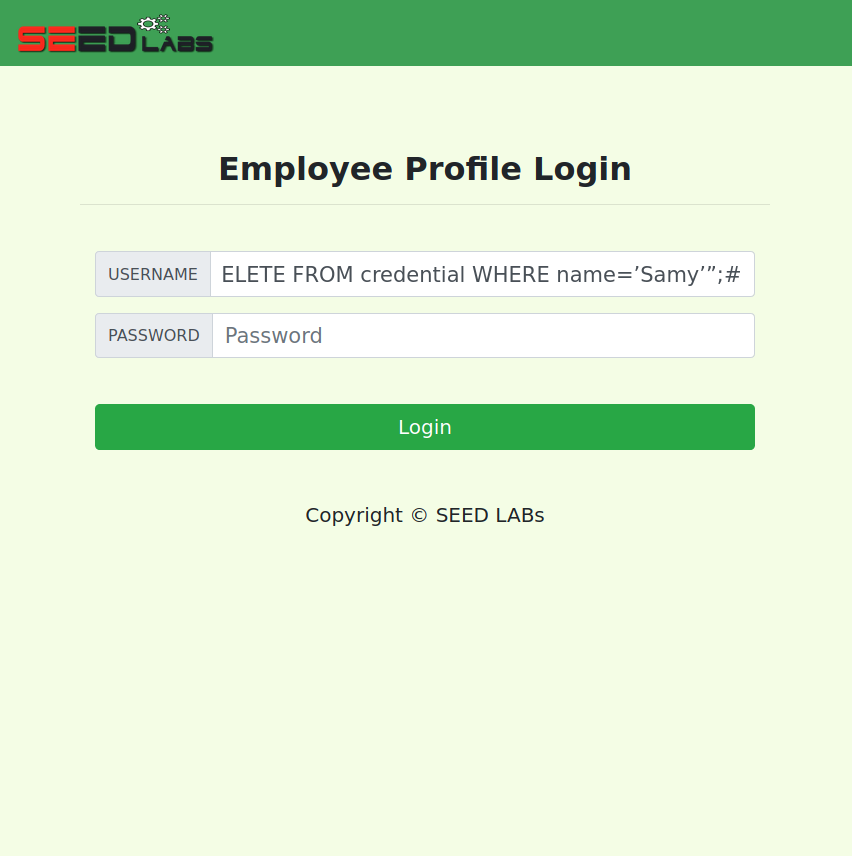 SEED LABS
Employee Profile Login
USERNAME ELETE FROM credential WHERE name=’Samy’”;#
PASSWORD Password
Login
Copyright © SEED LABs